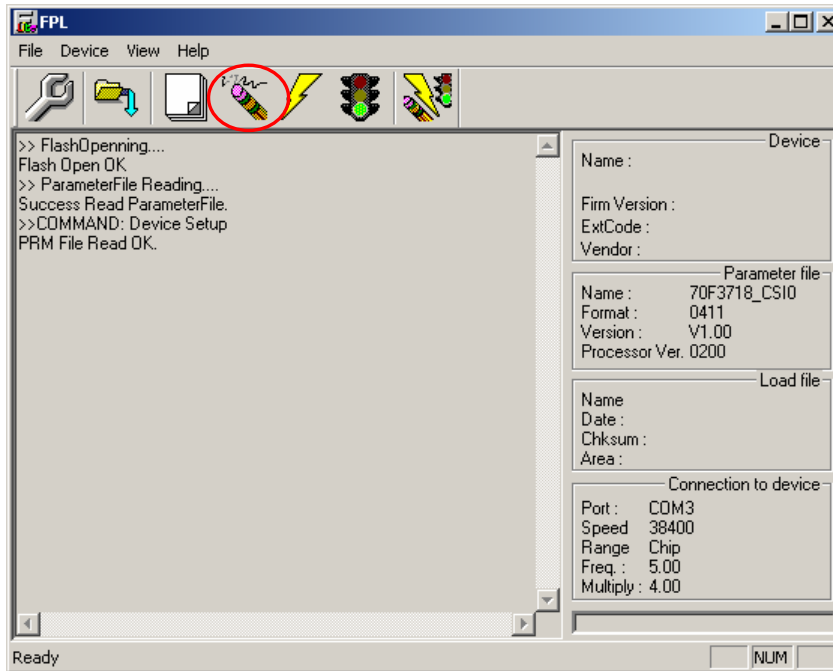 FPL
File Device View Help
>> FlashOpenning....
Flash Open OK
>> ParameterFile Reading....
Success Read ParameterFile.
>>COMMAND: Device Setup
PRM File Read OK.
Device
Name :
Firm Version :
ExtCode :
Vendor :
Parameter file
Name : 70F3718_CSI0
Format : 0411
Version : V1.00
Processor Ver. 0200
Load file
Name
Date :
Chksum :
Area :
Connection to device
Port : COM3
Speed 38400
Range Chip
Freq. : 5.00
Multiply : 4.00
Ready
NUM